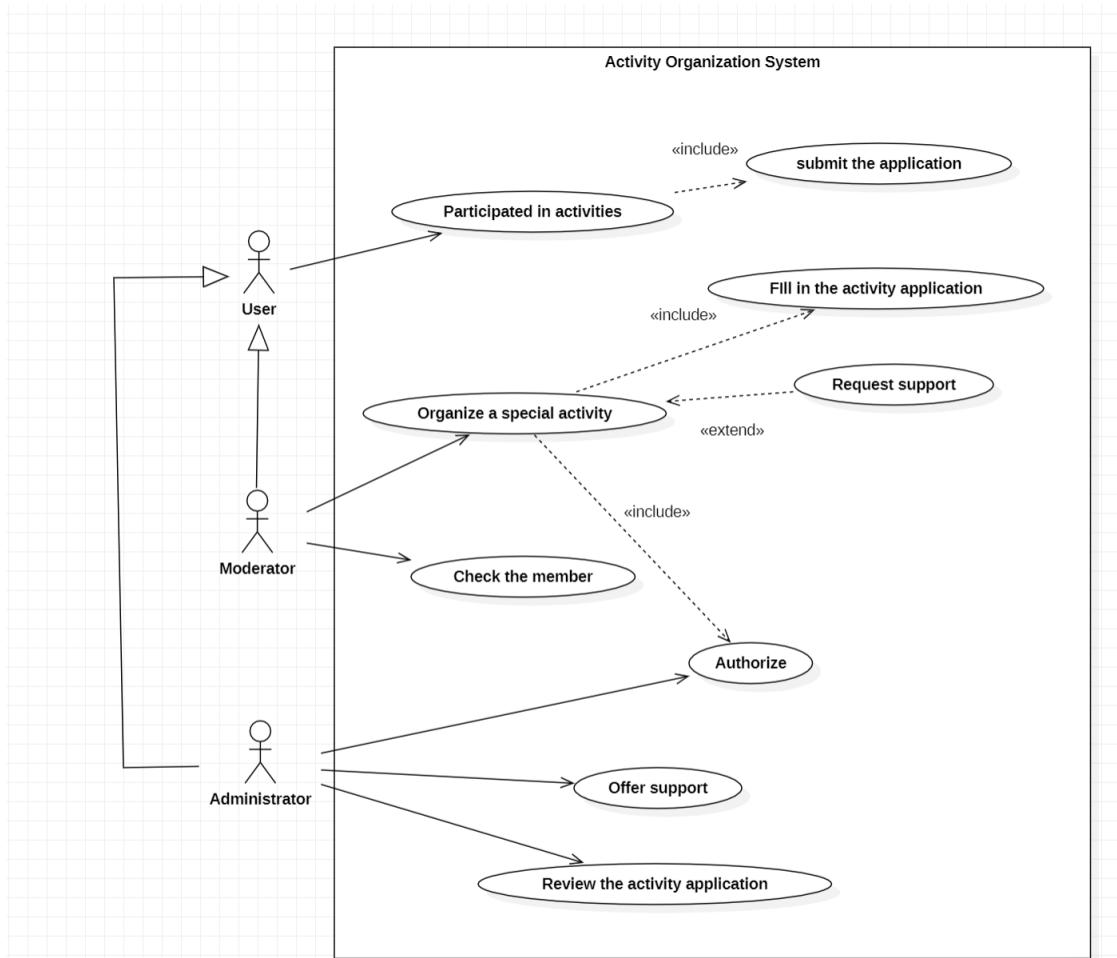 Activity Organization System
«include»
submit the application
Participated in activities
User
FIll in the activity application
«include»
Request support
Organize a special activity
«extend»
«include»
Moderator
Check the member
Authorize
Administrator
Offer support
Review the activity application